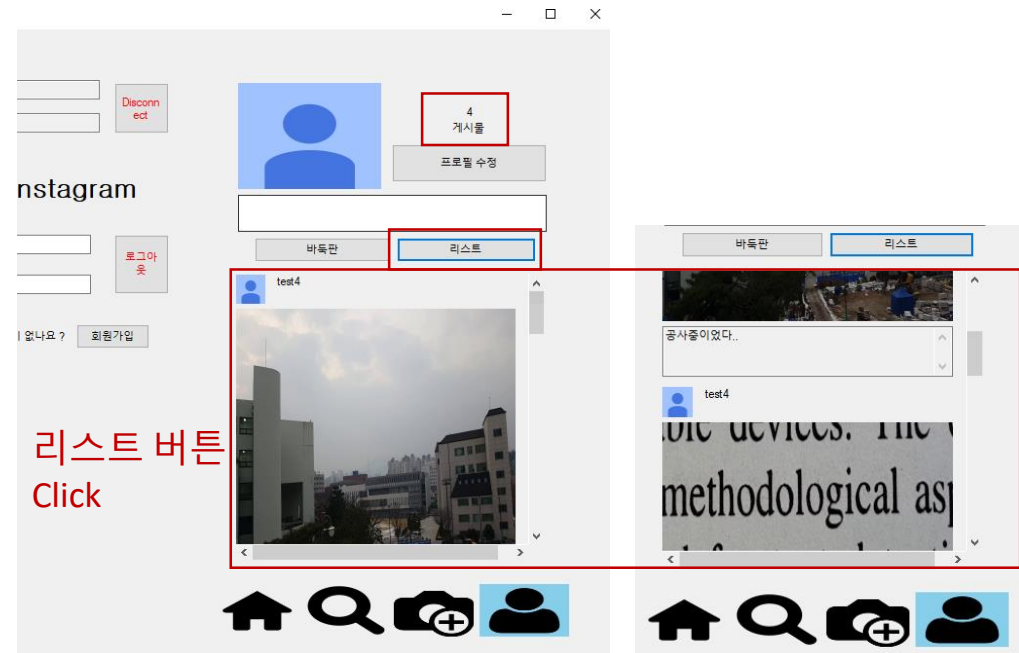 Disconn
ect
4
게시물
프로필 수정
nstagram
로그아
웃
없나요 ?
회원가입
바둑판
리스트
test4
리스트 버튼
Click
바둑판
리스트
공사중이었다..
test4
devices. The
methodological asp